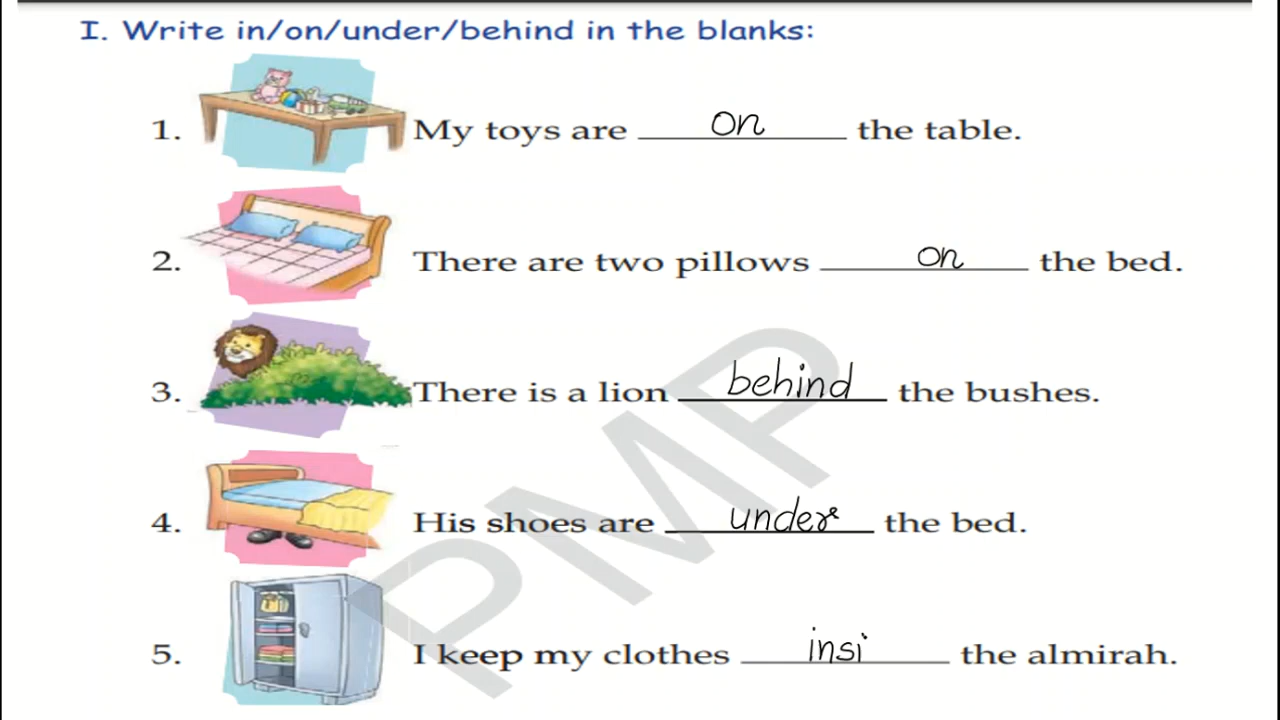 I. Write in/on/under/behind in the blanks:
1. My toys are on the table.
2. There are two pillows on the bed.
3. There is a lion behind the bushes.
4. His shoes are under the bed.
5. I keep my clothes insi the almirah.
PMP